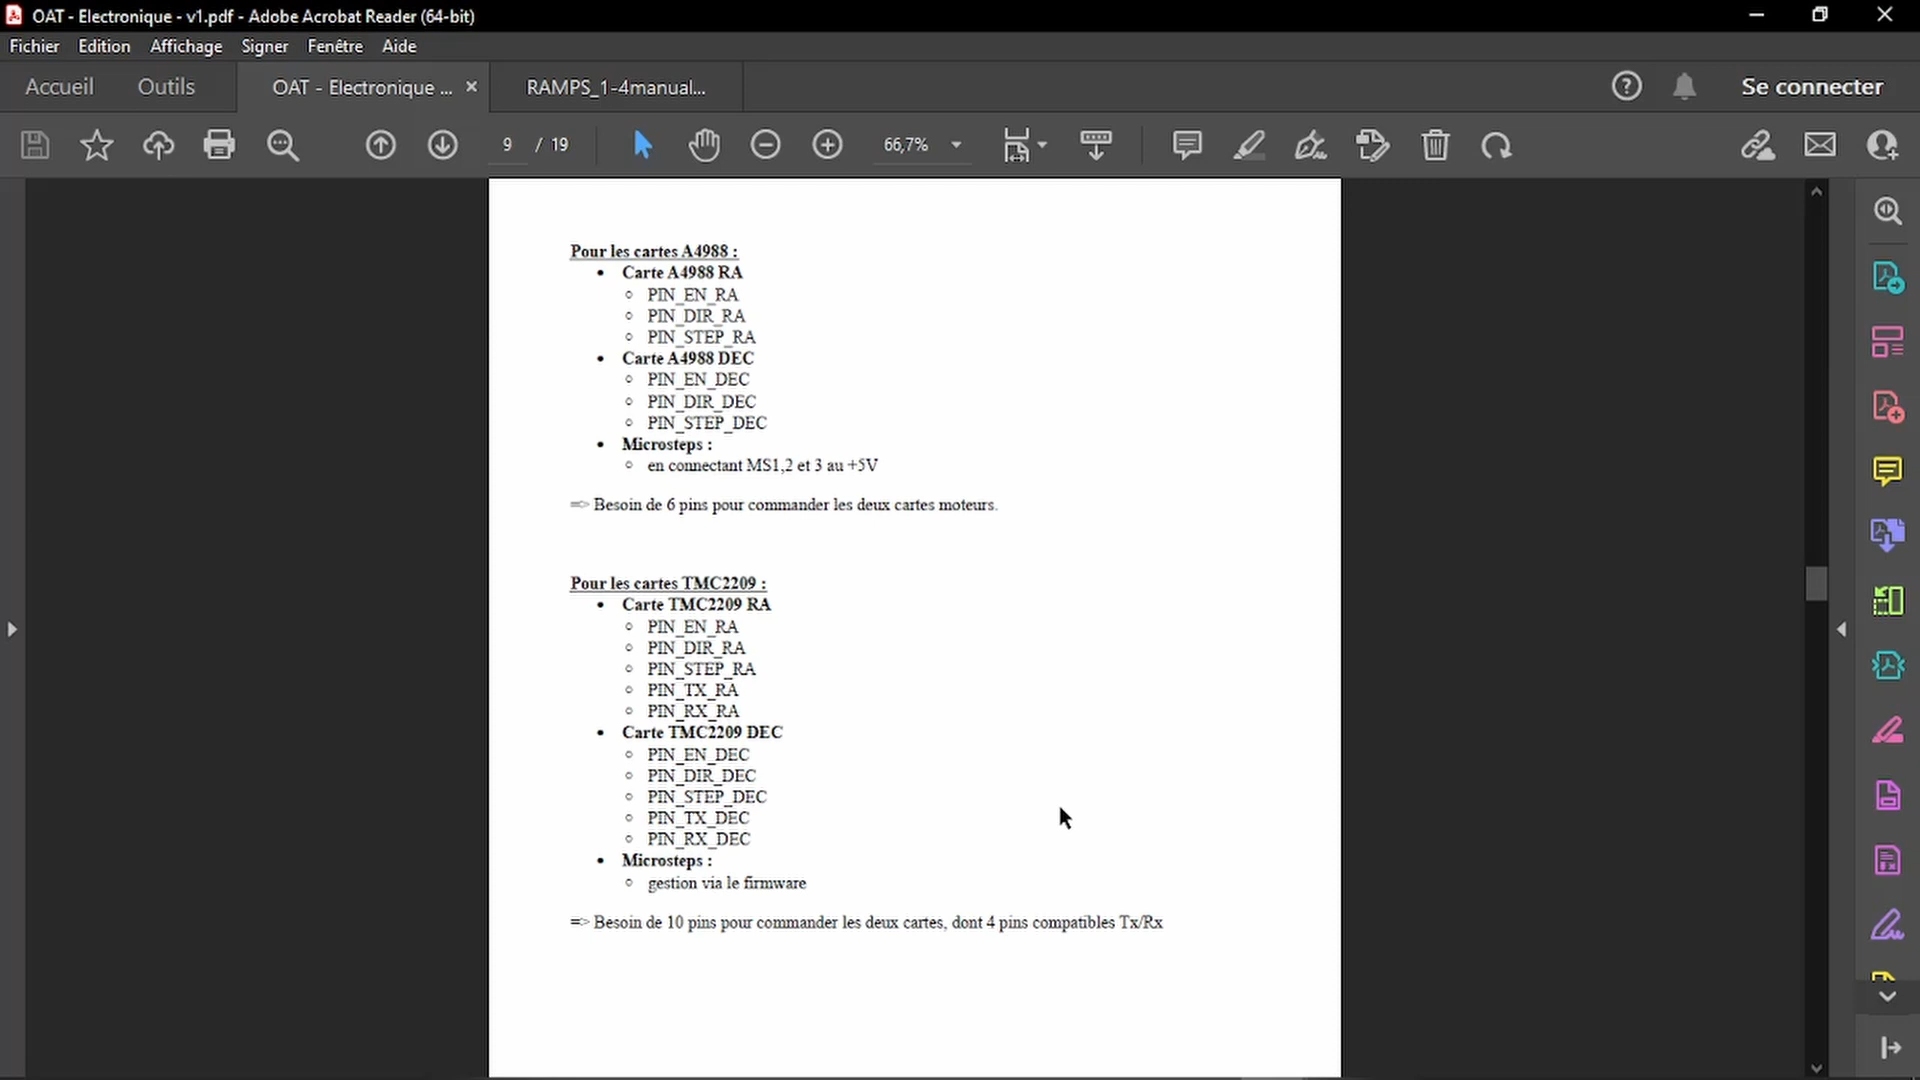 OAT - Electronique - v1.pdf - Adobe Acrobat Reader (64-bit)
Fichier Edition Affichage Signer Fenêtre Aide
Accueil Outils OAT - Electronique ... RAMPS_1-4manual... Se connecter
9 / 19 66,7%
Pour les cartes A4988 :
• Carte A4988 RA
○ PIN_EN_RA
○ PIN_DIR_RA
○ PIN_STEP_RA
• Carte A4988 DEC
○ PIN_EN_DEC
○ PIN_DIR_DEC
○ PIN_STEP_DEC
• Microsteps :
○ en connectant MS1,2 et 3 au +5V
=> Besoin de 6 pins pour commander les deux cartes moteurs.
Pour les cartes TMC2209 :
• Carte TMC2209 RA
○ PIN_EN_RA
○ PIN_DIR_RA
○ PIN_STEP_RA
○ PIN_TX_RA
○ PIN_RX_RA
• Carte TMC2209 DEC
○ PIN_EN_DEC
○ PIN_DIR_DEC
○ PIN_STEP_DEC
○ PIN_TX_DEC
○ PIN_RX_DEC
• Microsteps :
○ gestion via le firmware
=> Besoin de 10 pins pour commander les deux cartes, dont 4 pins compatibles Tx/Rx